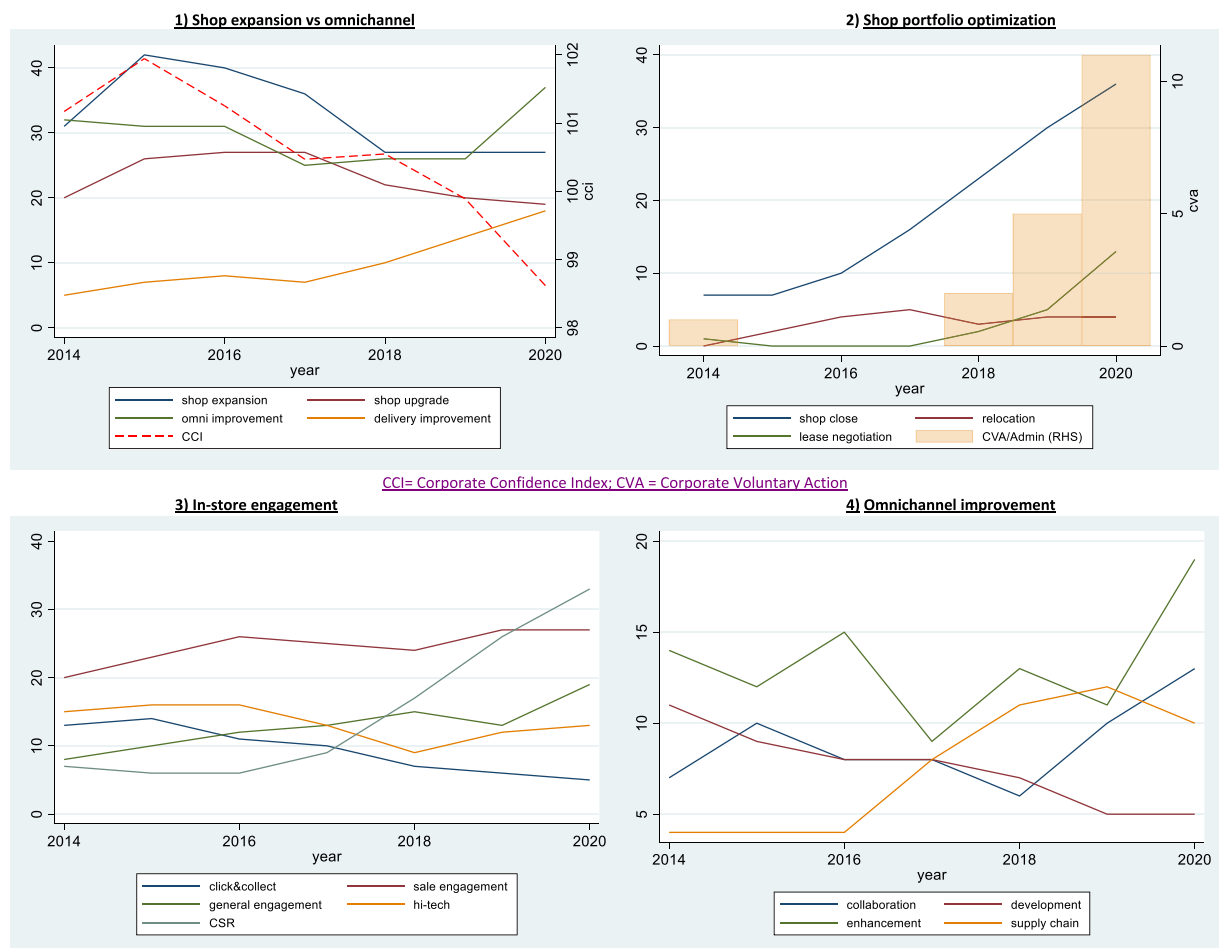 1) Shop expansion vs omnichannel
2) Shop portfolio optimization
40
30
20
10
0
102
101
100
99
98
cci
2014
2016
2018
2020
year
shop expansion
shop upgrade
omni improvement
delivery improvement
CCI
40
30
20
10
0
10
5
0
cva
2014
2016
2018
2020
year
shop close
relocation
lease negotiation
CVA/Admin (RHS)
CCI= Corporate Confidence Index; CVA = Corporate Voluntary Action
3) In-store engagement
4) Omnichannel improvement
40
30
20
10
0
2014
2016
2018
2020
year
click&collect
sale engagement
general engagement
hi-tech
CSR
20
15
10
5
2014
2016
2018
2020
year
collaboration
development
enhancement
supply chain